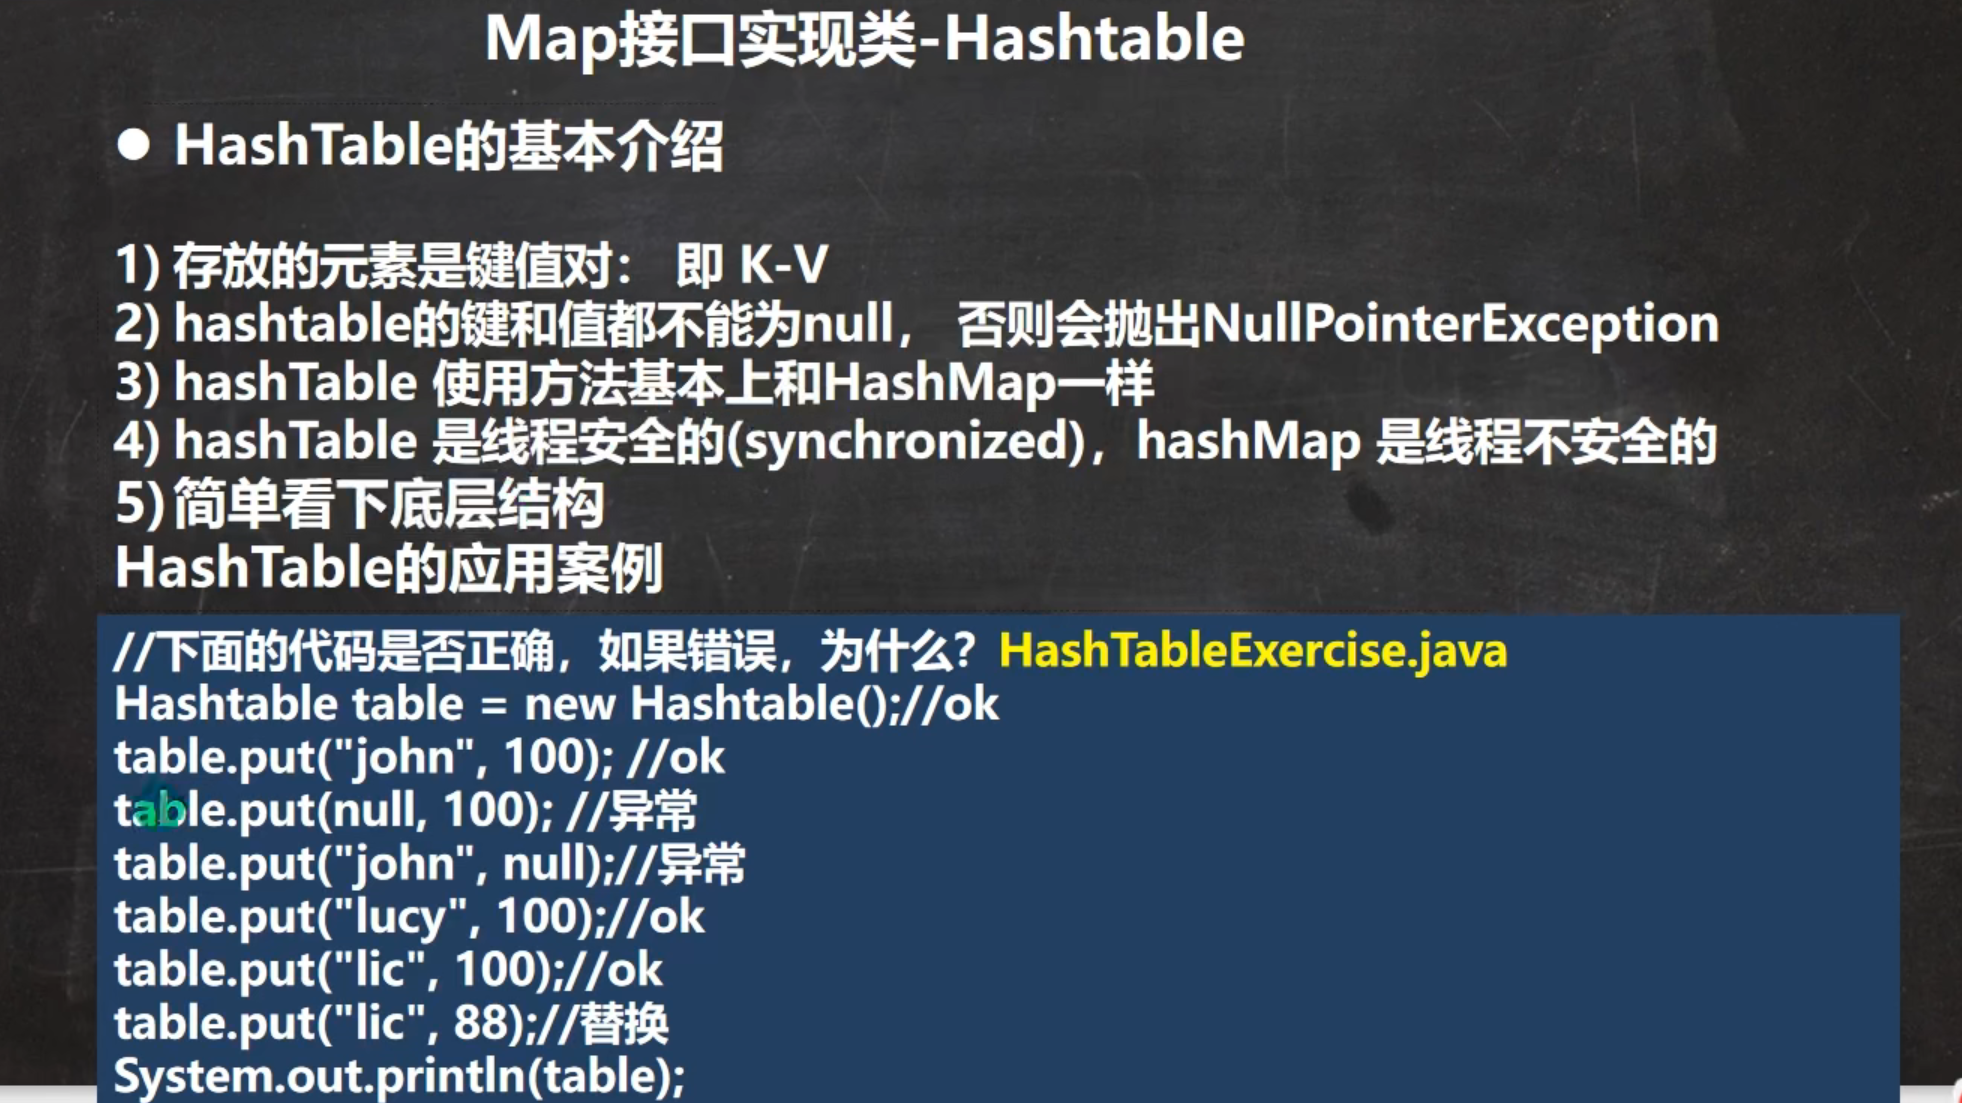 Map接口实现类-Hashtable
● HashTable的基本介绍
1) 存放的元素是键值对： 即 K-V
2) hashtable的键和值都不能为null， 否则会抛出NullPointerException
3) hashTable 使用方法基本上和HashMap一样
4) hashTable 是线程安全的(synchronized)，hashMap 是线程不安全的
5)简单看下底层结构
HashTable的应用案例
//下面的代码是否正确，如果错误，为什么？HashTableExercise.java
Hashtable table = new Hashtable();//ok
table.put("john", 100); //ok
table.put(null, 100); //异常
table.put("john", null);//异常
table.put("lucy", 100);//ok
table.put("lic", 100);//ok
table.put("lic", 88);//替换
System.out.println(table);